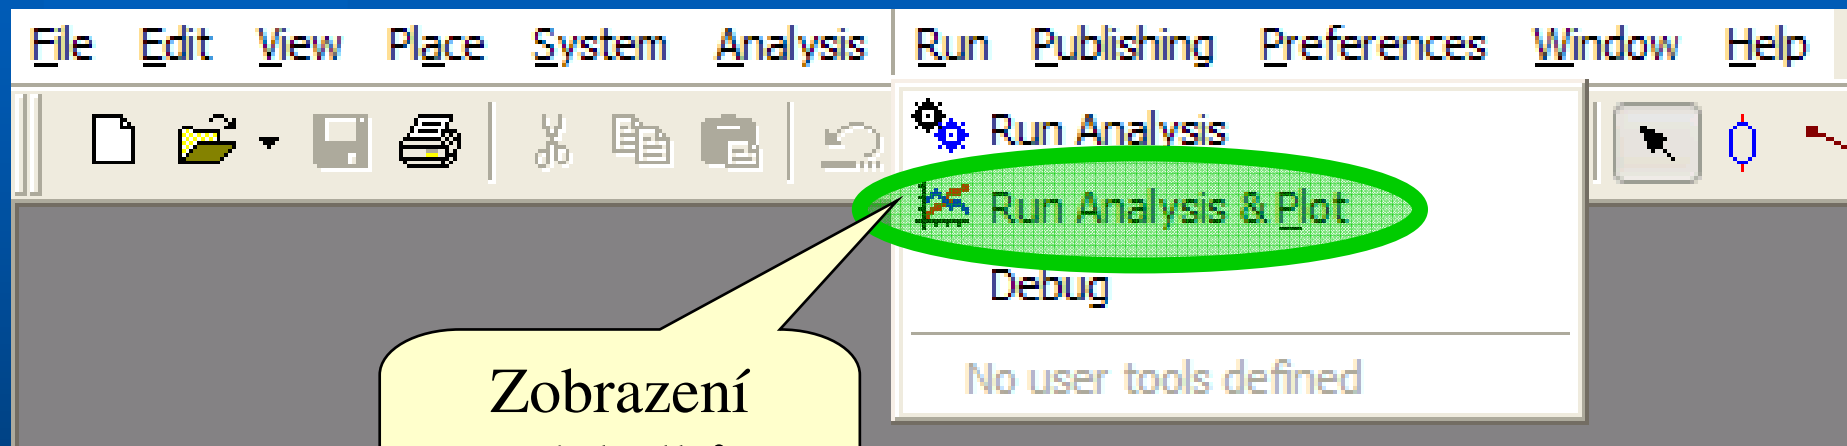 File Edit View Place System Analysis Run Publishing Preferences Window Help
Run Analysis
Run Analysis & Plot
Debug
No user tools defined
Zobrazení